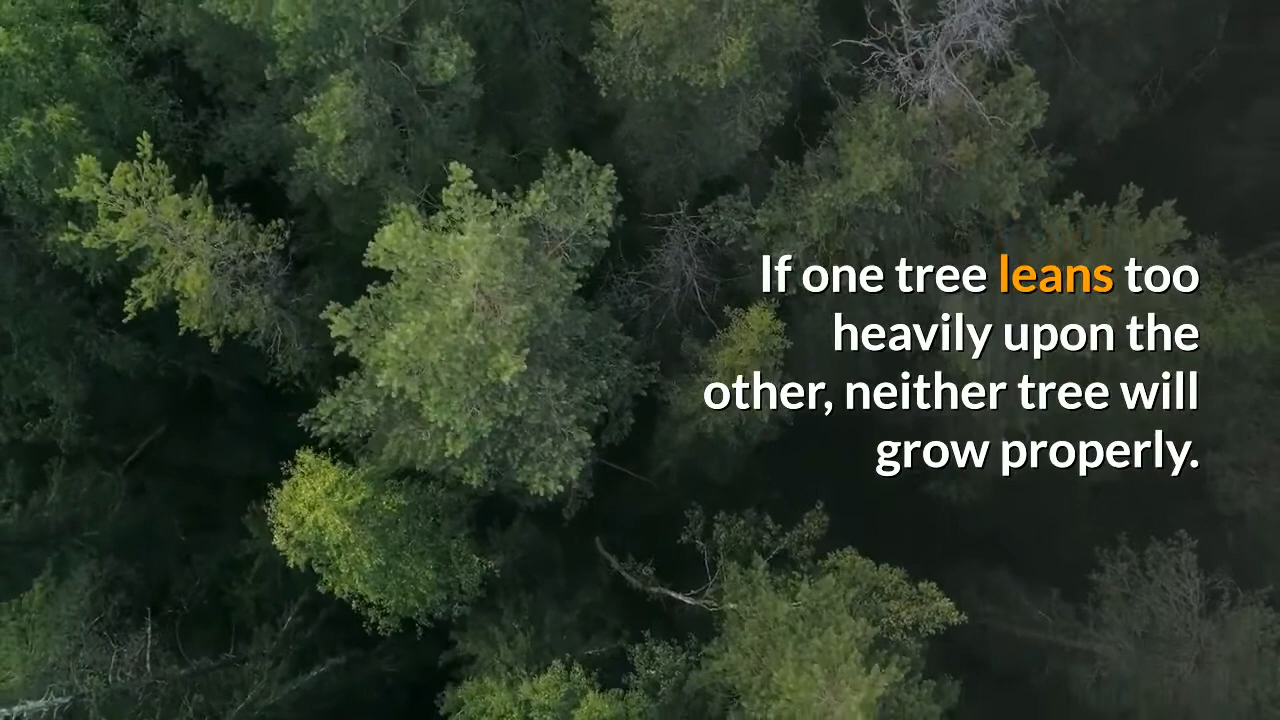 If one tree leans too
heavily upon the
other, neither tree will
grow properly.